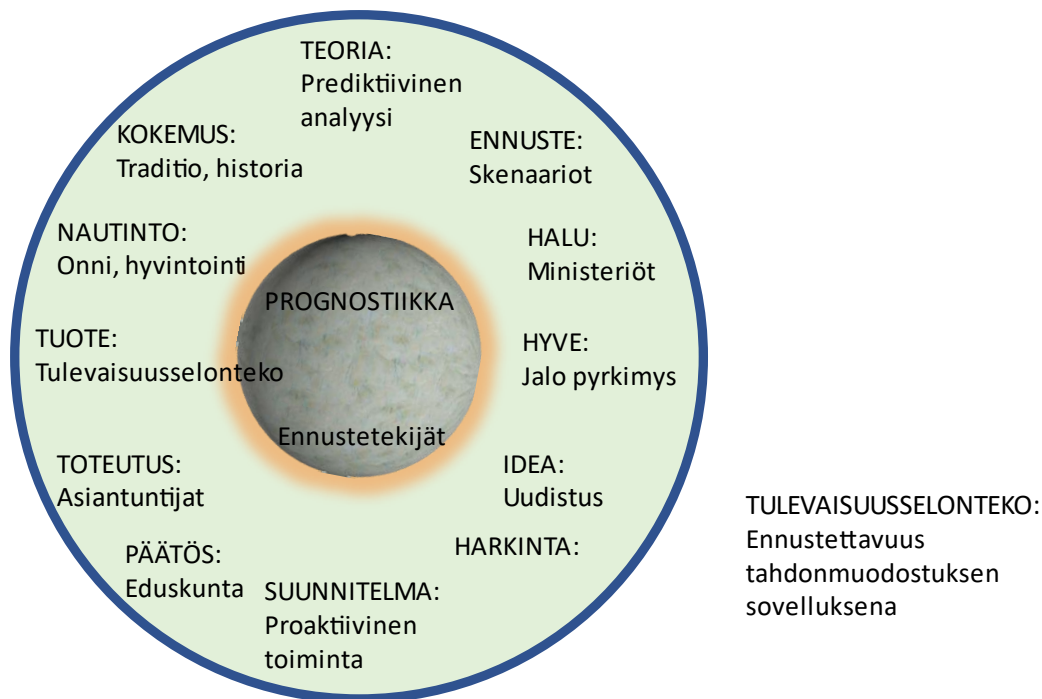 TEORIA:
Prediktiivinen
analyysi
ENNUSTE:
Skenaariot
HALU:
Ministeriöt
HYVE:
Jalo pyrkimys
IDEA:
Uudistus
HARKINTA:
SUUNNITELMA:
Proaktiivinen
toiminta
PÄÄTÖS:
Eduskunta
TOTEUTUS:
Asiantuntijat
TUOTE:
Tulevaisuusselonteko
NAUTINTO:
Onni, hyvintointi
KOKEMUS:
Traditio, historia
PROGNOSTIIKKA
Ennustetekijät
TULEVAISUUSSELONTEKO:
Ennustettavuus
tahdonmuodostuksen
sovelluksena